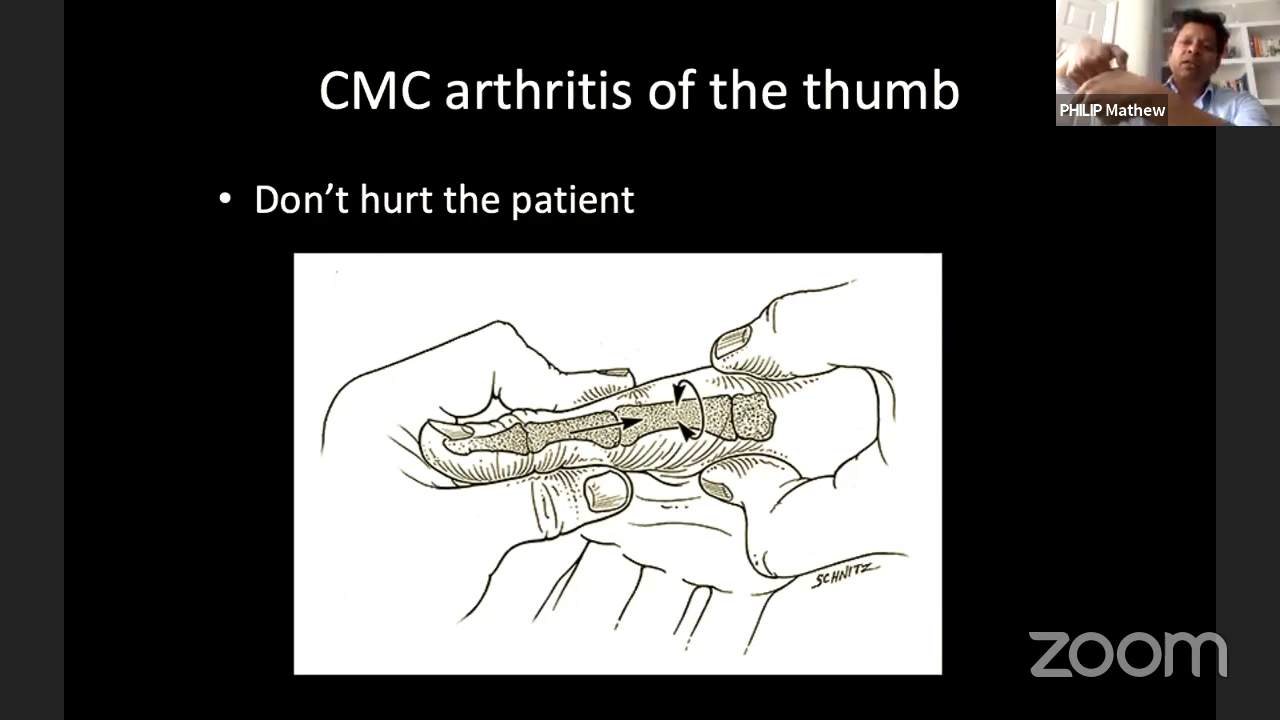 CMC arthritis of the thumb
PHILIP Mathew
• Don’t hurt the patient
SCHNITZ
zoom